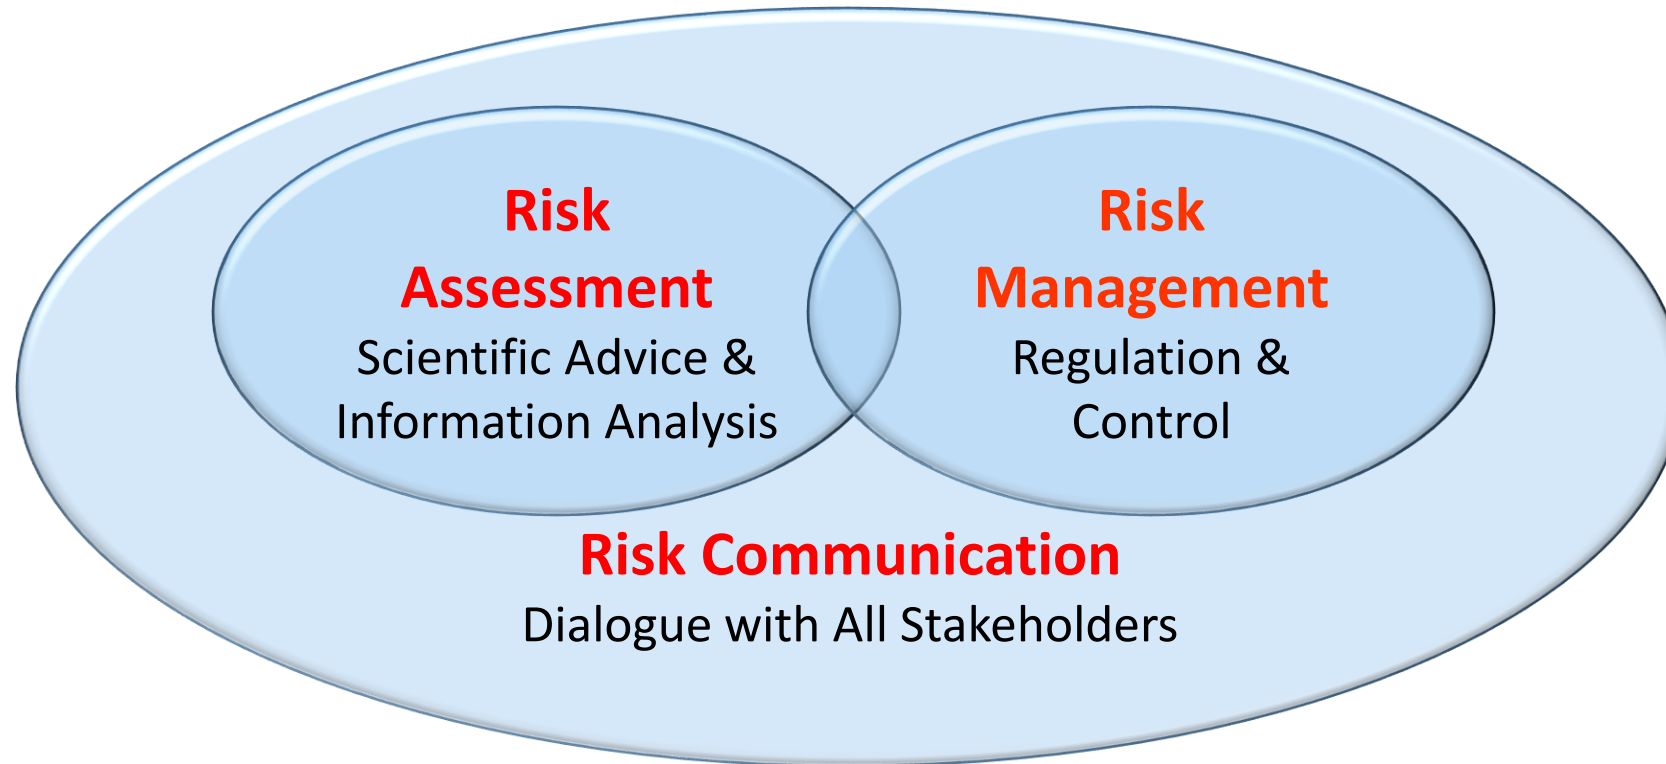 Risk
Assessment
Scientific Advice &
Information Analysis
Risk
Management
Regulation &
Control
Risk Communication
Dialogue with All Stakeholders